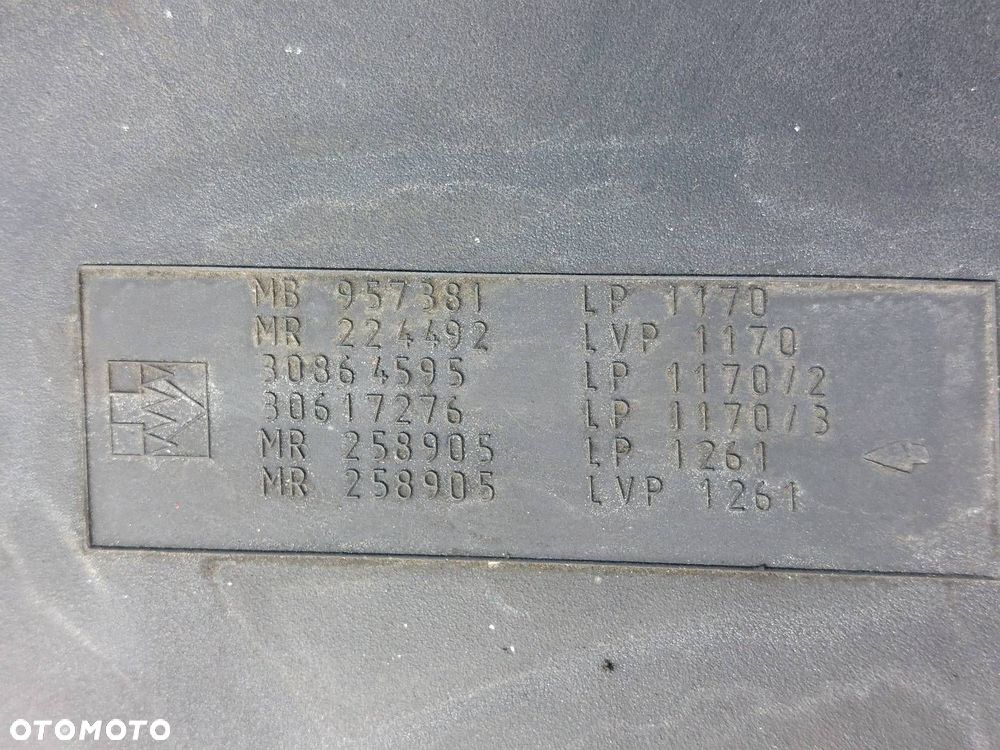 MB 957381 LP 1170
MR 224492 LVP 1170
30864595 LP 1170/2
30617276 LP 1170/3
MR 258905 LP 1261
MR 258905 LVP 1261
OTOMOTO